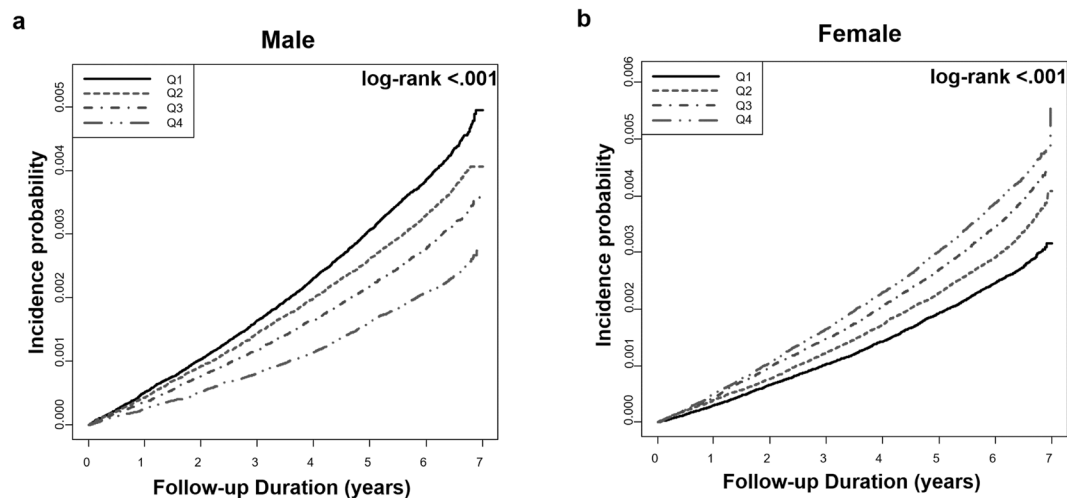 a
Male
Q1
Q2
Q3
Q4
log-rank <.001
Incidence probability
0.005
0.004
0.003
0.002
0.001
0.000
0 1 2 3 4 5 6 7
Follow-up Duration (years)
b
Female
Q1
Q2
Q3
Q4
log-rank <.001
Incidence probability
0.006
0.005
0.004
0.003
0.002
0.001
0.000
0 1 2 3 4 5 6 7
Follow-up Duration (years)